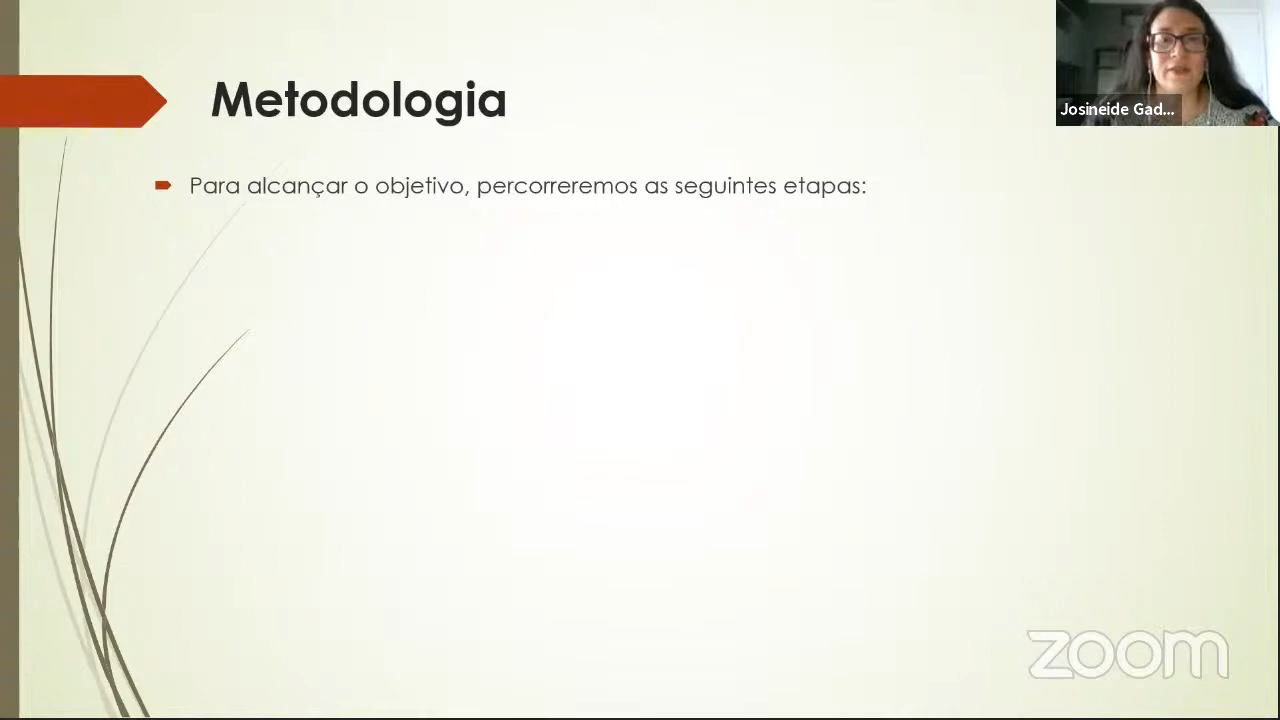 Metodologia
Josineide Gad...
Para alcançar o objetivo, percorreremos as seguintes etapas:
zoom